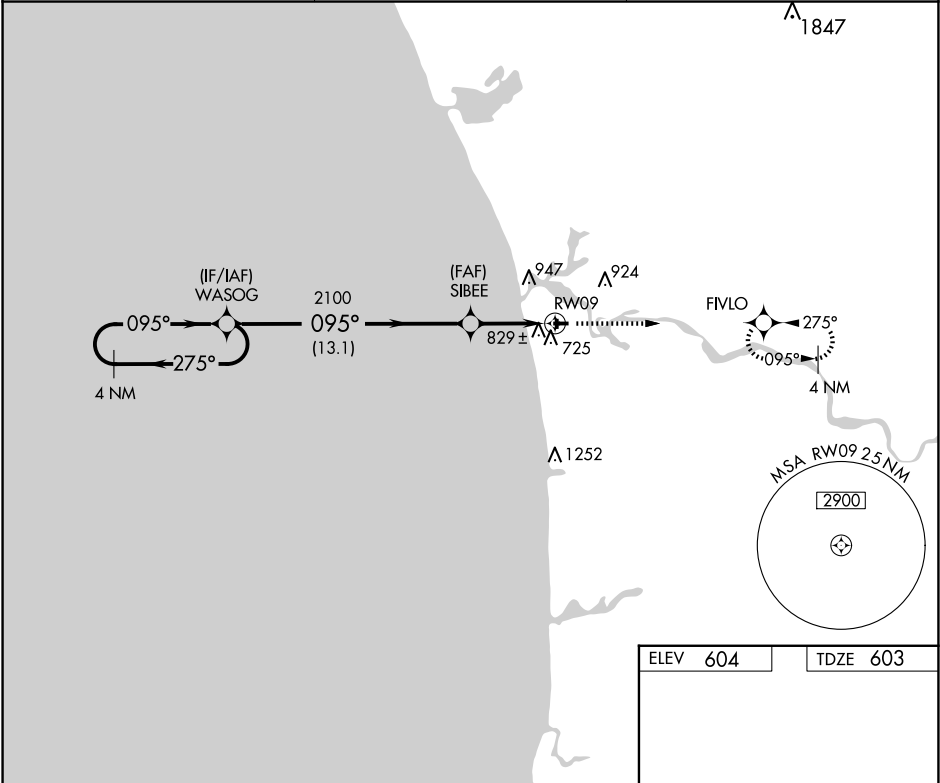 1847
(IF/IAF)
WASOG
(FAF)
SIBEE
947
924
2100
RW09
FIVLO
095°
095°
275°
(13.1)
829 ±
725
275°
095°
4 NM
4 NM
1252
MSA RW09 25 NM
2900
ELEV 604
TDZE 603